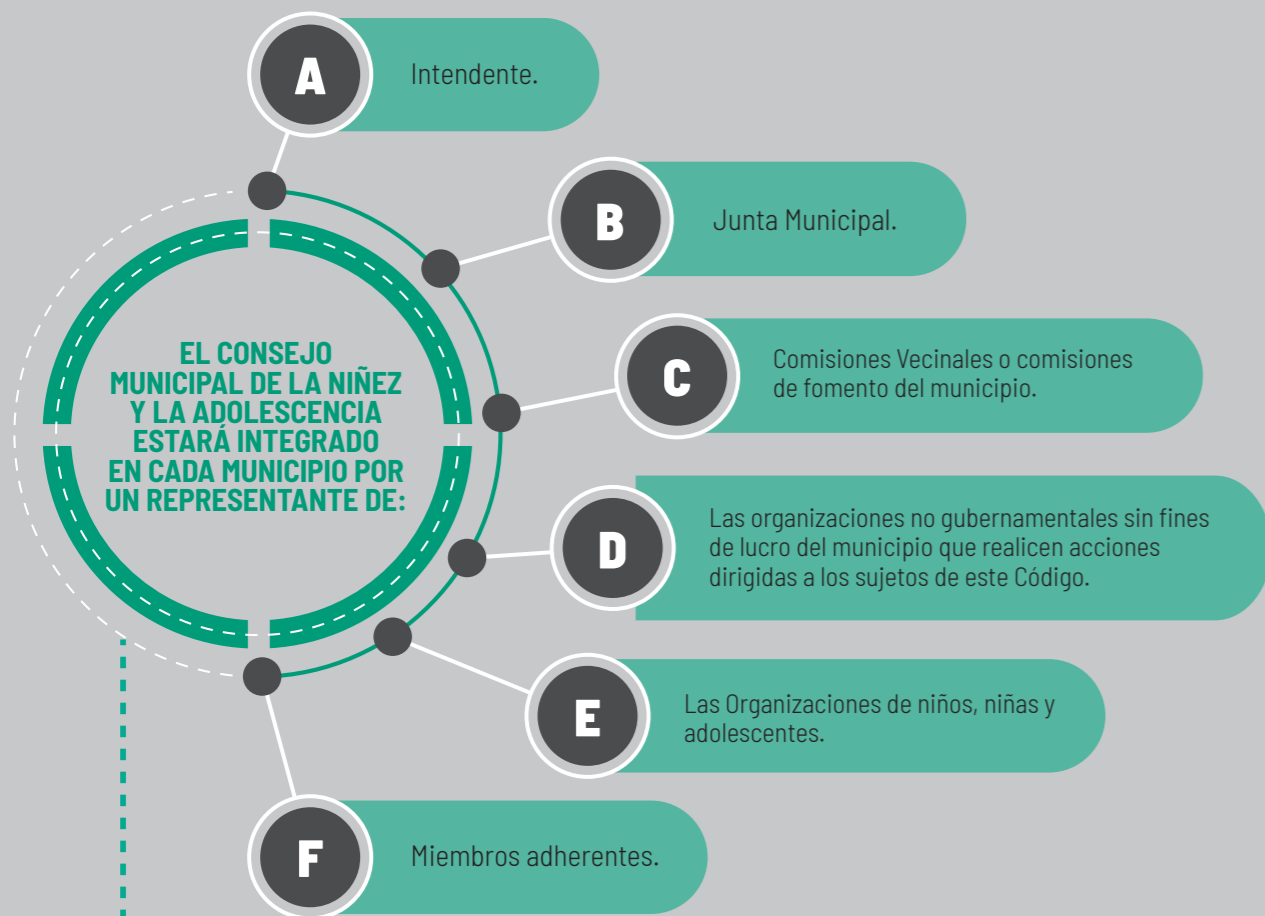 A
Intendente.
B
Junta Municipal.
EL CONSEJO
MUNICIPAL DE LA NIÑEZ
Y LA ADOLESCENCIA
ESTARÁ INTEGRADO
EN CADA MUNICIPIO POR
UN REPRESENTANTE DE:
C
Comisiones Vecinales o comisiones
de fomento del municipio.
D
Las organizaciones no gubernamentales sin fines
de lucro del municipio que realicen acciones
dirigidas a los sujetos de este Código.
E
Las Organizaciones de niños, niñas y
adolescentes.
F
Miembros adherentes.